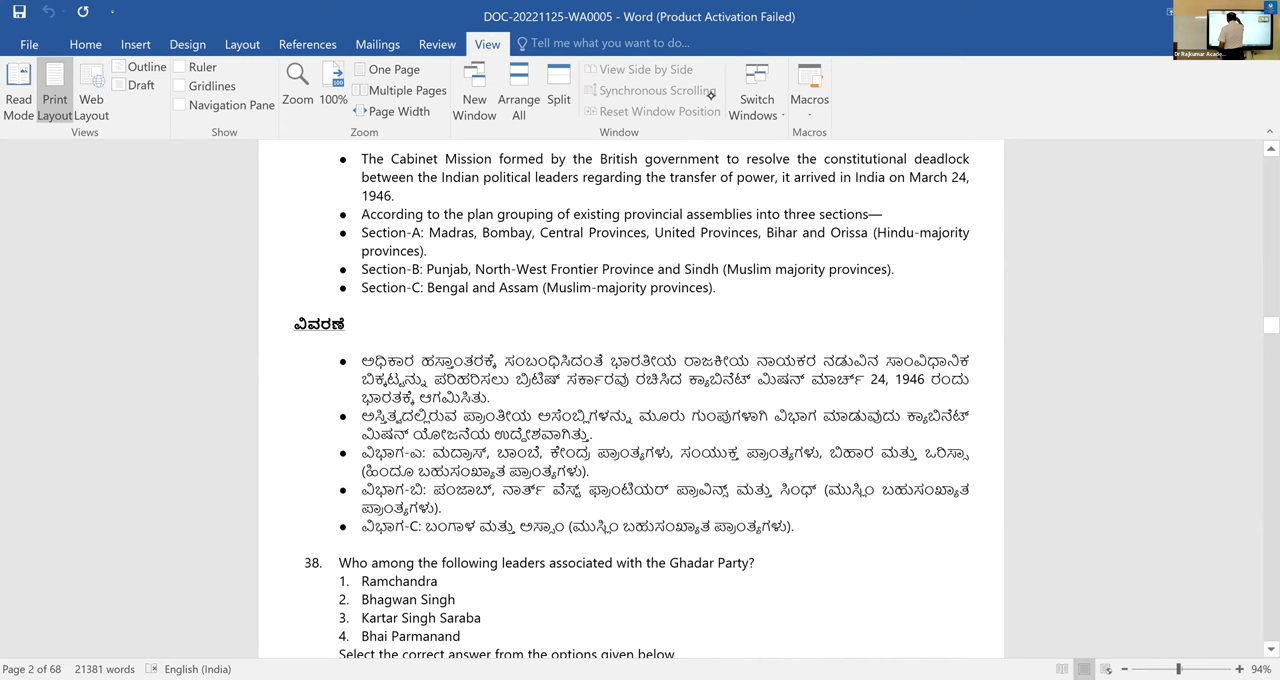 DOC-20221125-WA0005 - Word (Product Activation Failed)
File Home Insert Design Layout References Mailings Review View Tell me what you want to do...
Read Mode
Print Layout
Web Layout
Outline
Draft
Views
Ruler
Gridlines
Navigation Pane
Show
Zoom
100%
One Page
Multiple Pages
Page Width
Zoom
New Window
Arrange All
Split
View Side by Side
Synchronous Scrolling
Reset Window Position
Window
Switch Windows
Macros
Macros
• The Cabinet Mission formed by the British government to resolve the constitutional deadlock
between the Indian political leaders regarding the transfer of power, it arrived in India on March 24,
1946.
• According to the plan grouping of existing provincial assemblies into three sections—
• Section-A: Madras, Bombay, Central Provinces, United Provinces, Bihar and Orissa (Hindu-majority
provinces).
• Section-B: Punjab, North-West Frontier Province and Sindh (Muslim majority provinces).
• Section-C: Bengal and Assam (Muslim-majority provinces).
ವಿವರಣೆ
• ಅಧಿಕಾರ ಹಸ್ತಾಂತರಕ್ಕೆ ಸಂಬಂಧಿಸಿದಂತೆ ಭಾರತೀಯ ರಾಜಕೀಯ ನಾಯಕರ ನಡುವಿನ ಸಾಂವಿಧಾನಿಕ
ಬಿಕ್ಕಟ್ಟನ್ನು ಪರಿಹರಿಸಲು ಬ್ರಿಟಿಷ್ ಸರ್ಕಾರವು ರಚಿಸಿದ ಕ್ಯಾಬಿನೆಟ್ ಮಿಷನ್ ಮಾರ್ಚ್ 24, 1946 ರಂದು
ಭಾರತಕ್ಕೆ ಆಗಮಿಸಿತು.
• ಅಸ್ತಿತ್ವದಲ್ಲಿರುವ ಪ್ರಾಂತೀಯ ಅಸೆಂಬ್ಲಿಗಳನ್ನು ಮೂರು ಗುಂಪುಗಳಾಗಿ ವಿಭಾಗ ಮಾಡುವುದು ಕ್ಯಾಬಿನೆಟ್
ಮಿಷನ್ ಯೋಜನೆಯ ಉದ್ದೇಶವಾಗಿತ್ತು.
• ವಿಭಾಗ-ಎ: ಮದ್ರಾಸ್, ಬಾಂಬೆ, ಕೇಂದ್ರ ಪ್ರಾಂತ್ಯಗಳು, ಸಂಯುಕ್ತ ಪ್ರಾಂತ್ಯಗಳು, ಬಿಹಾರ ಮತ್ತು ಒರಿಸ್ಸಾ
(ಹಿಂದೂ ಬಹುಸಂಖ್ಯಾತ ಪ್ರಾಂತ್ಯಗಳು).
• ವಿಭಾಗ-ಬಿ: ಪಂಜಾಬ್, ನಾರ್ತ್ ವೆಸ್ಟ್ ಫ್ರಾಂಟಿಯರ್ ಪ್ರಾವಿನ್ಸ್ ಮತ್ತು ಸಿಂಧ್ (ಮುಸ್ಲಿಂ ಬಹುಸಂಖ್ಯಾತ
ಪ್ರಾಂತ್ಯಗಳು).
• ವಿಭಾಗ-C: ಬಂಗಾಳ ಮತ್ತು ಅಸ್ಸಾಂ (ಮುಸ್ಲಿಂ ಬಹುಸಂಖ್ಯಾತ ಪ್ರಾಂತ್ಯಗಳು).
38. Who among the following leaders associated with the Ghadar Party?
1. Ramchandra
2. Bhagwan Singh
3. Kartar Singh Saraba
4. Bhai Parmanand
Select the correct answer from the options given below
Page 2 of 68 21381 words English (India) 94%